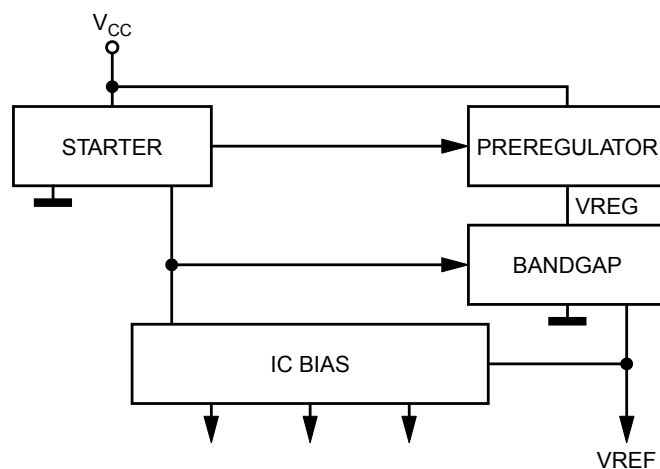 VCC
STARTER
PREREGULATOR
VREG
BANDGAP
IC BIAS
VREF